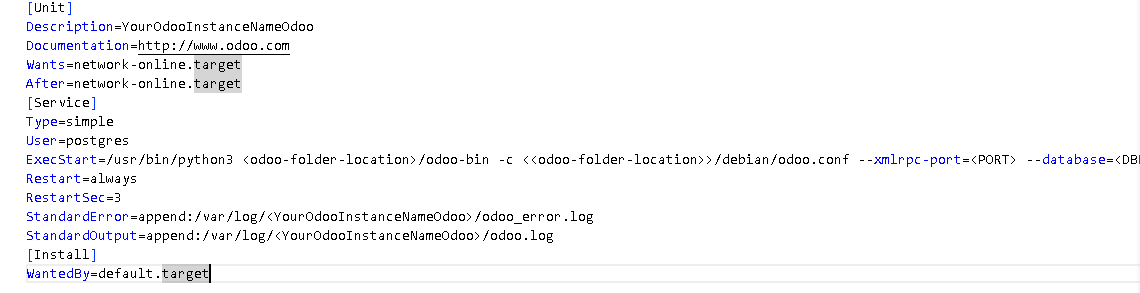 [Unit]
Description=YourOdooInstanceNameOdoo
Documentation=http://www.odoo.com
Wants=network-online.target
After=network-online.target
[Service]
Type=simple
User=postgres
ExecStart=/usr/bin/python3 <odoo-folder-location>/odoo-bin -c <<odoo-folder-location>>/debian/odoo.conf --xmlrpc-port=<PORT> --database=<DB
Restart=always
RestartSec=3
StandardError=append:/var/log/<YourOdooInstanceNameOdoo>/odoo_error.log
StandardOutput=append:/var/log/<YourOdooInstanceNameOdoo>/odoo.log
[Install]
WantedBy=default.target